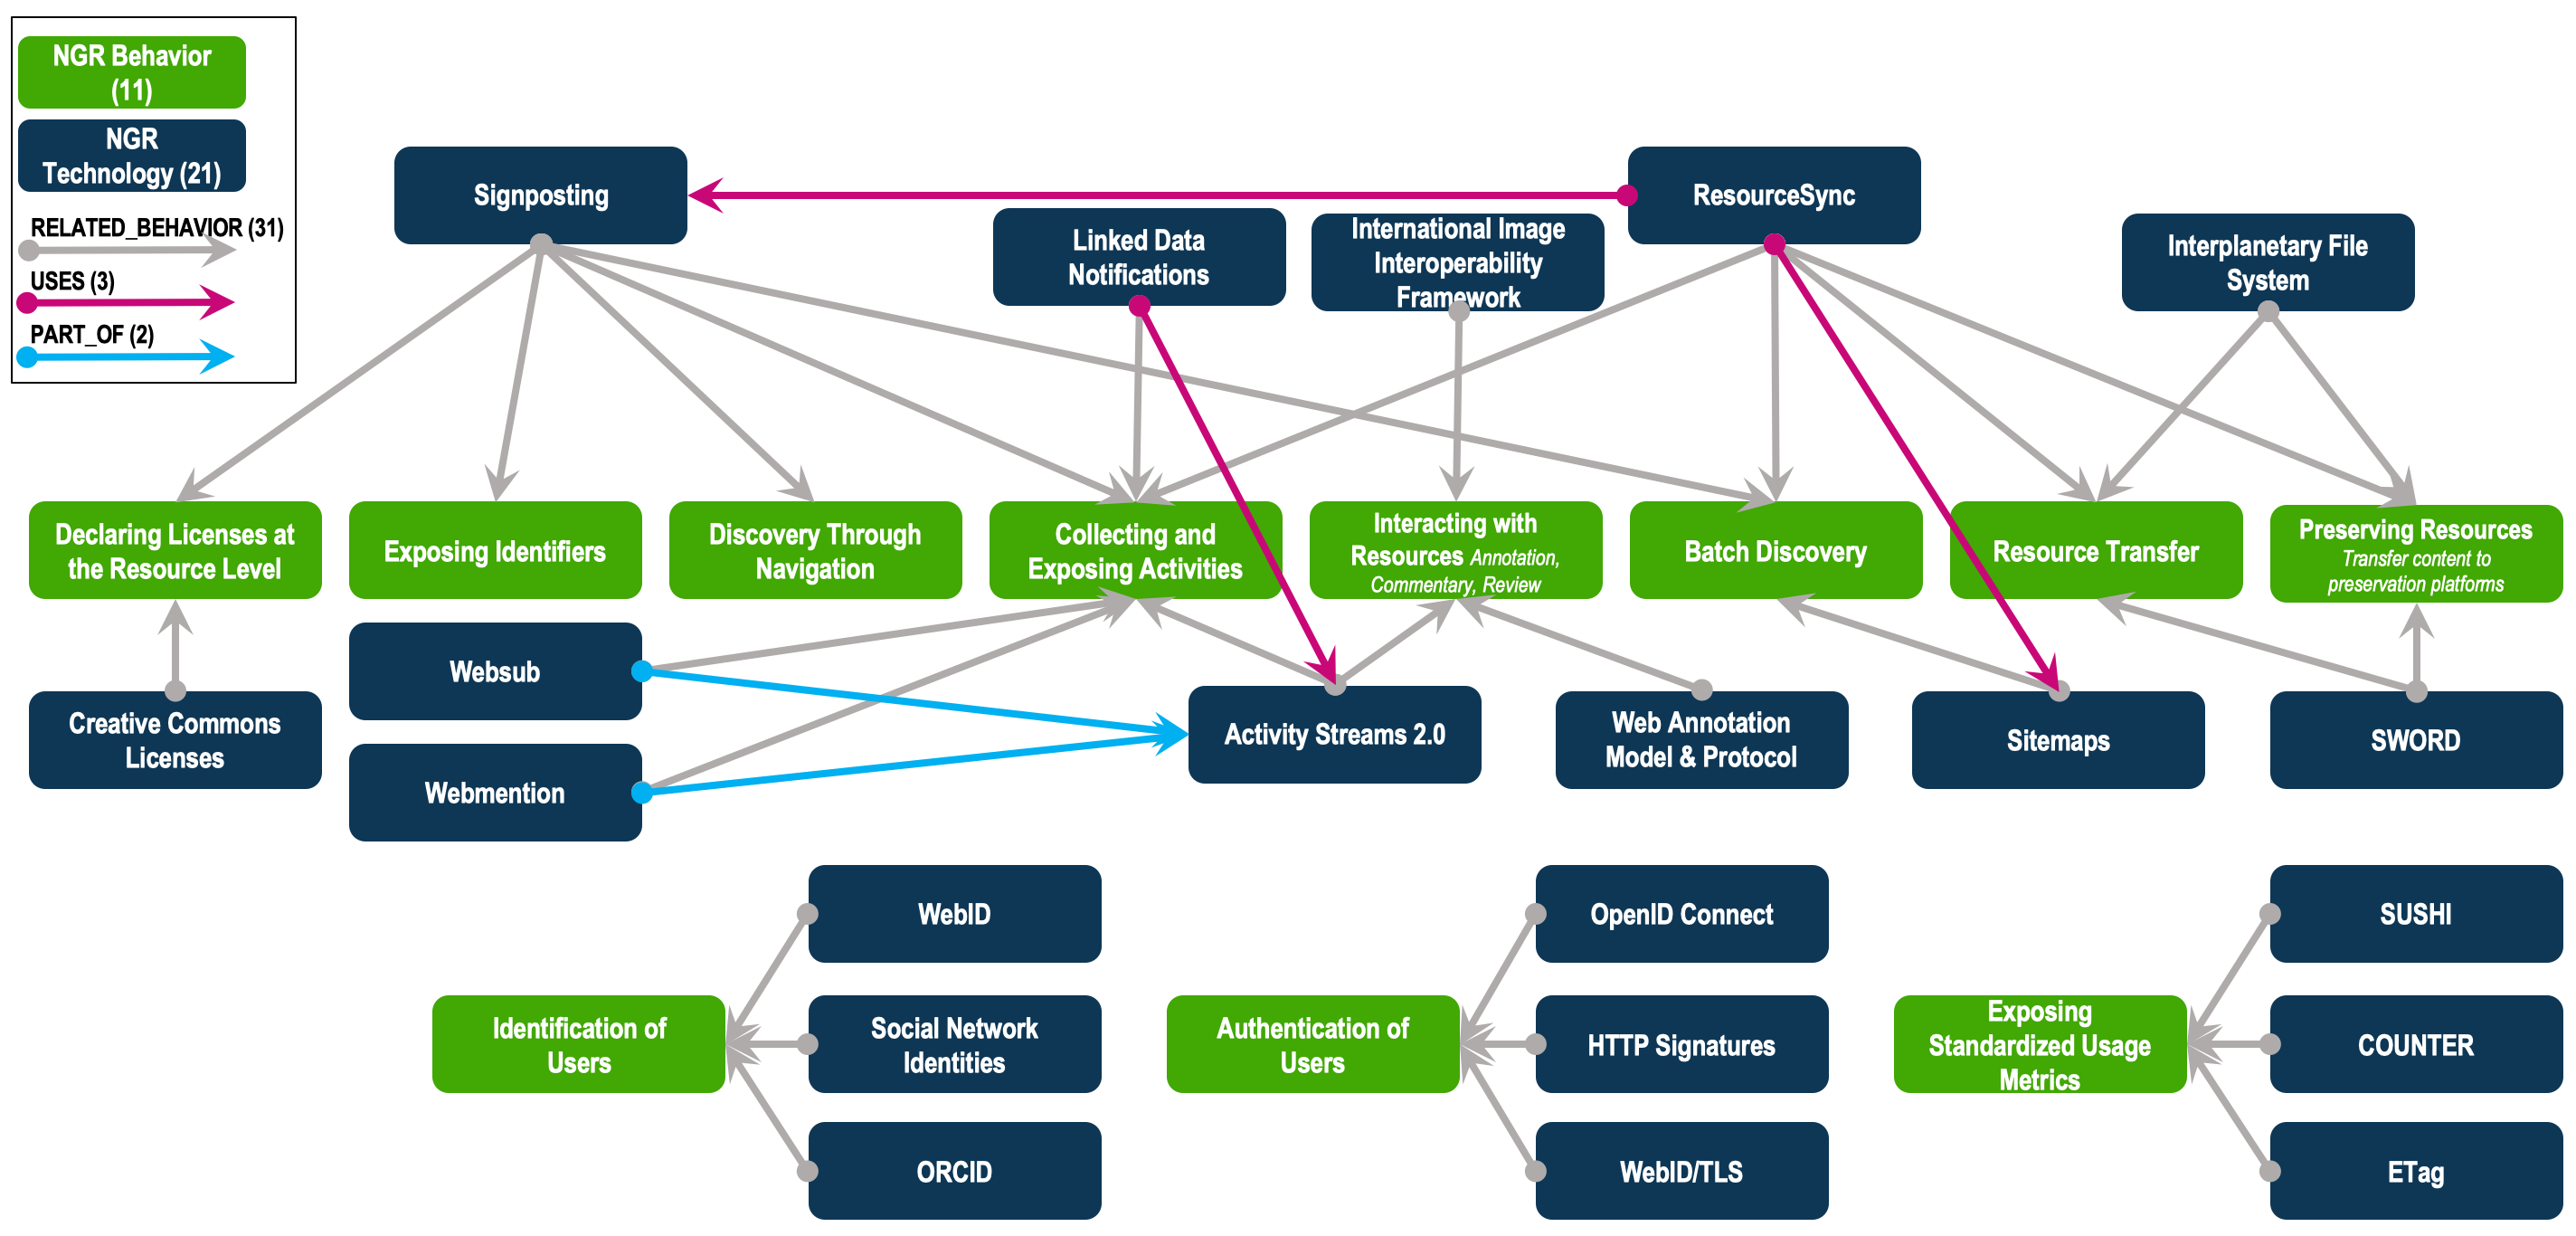 NGR Behavior
(11)
NGR
Technology (21)
RELATED_BEHAVIOR (31)
USES (3)
PART_OF (2)
Signposting
ResourceSync
Linked Data
Notifications
International Image
Interoperability
Framework
Interplanetary File
System
Declaring Licenses at
the Resource Level
Exposing Identifiers
Discovery Through
Navigation
Collecting and
Exposing Activities
Interacting with
Resources Annotation,
Commentary, Review
Batch Discovery
Resource Transfer
Preserving Resources
Transfer content to
preservation platforms
Creative Commons
Licenses
Websub
Webmention
Activity Streams 2.0
Web Annotation
Model & Protocol
Sitemaps
SWORD
WebID
Identification of
Users
Social Network
Identities
ORCID
OpenID Connect
Authentication of
Users
HTTP Signatures
WebID/TLS
SUSHI
Exposing
Standardized Usage
Metrics
COUNTER
ETag